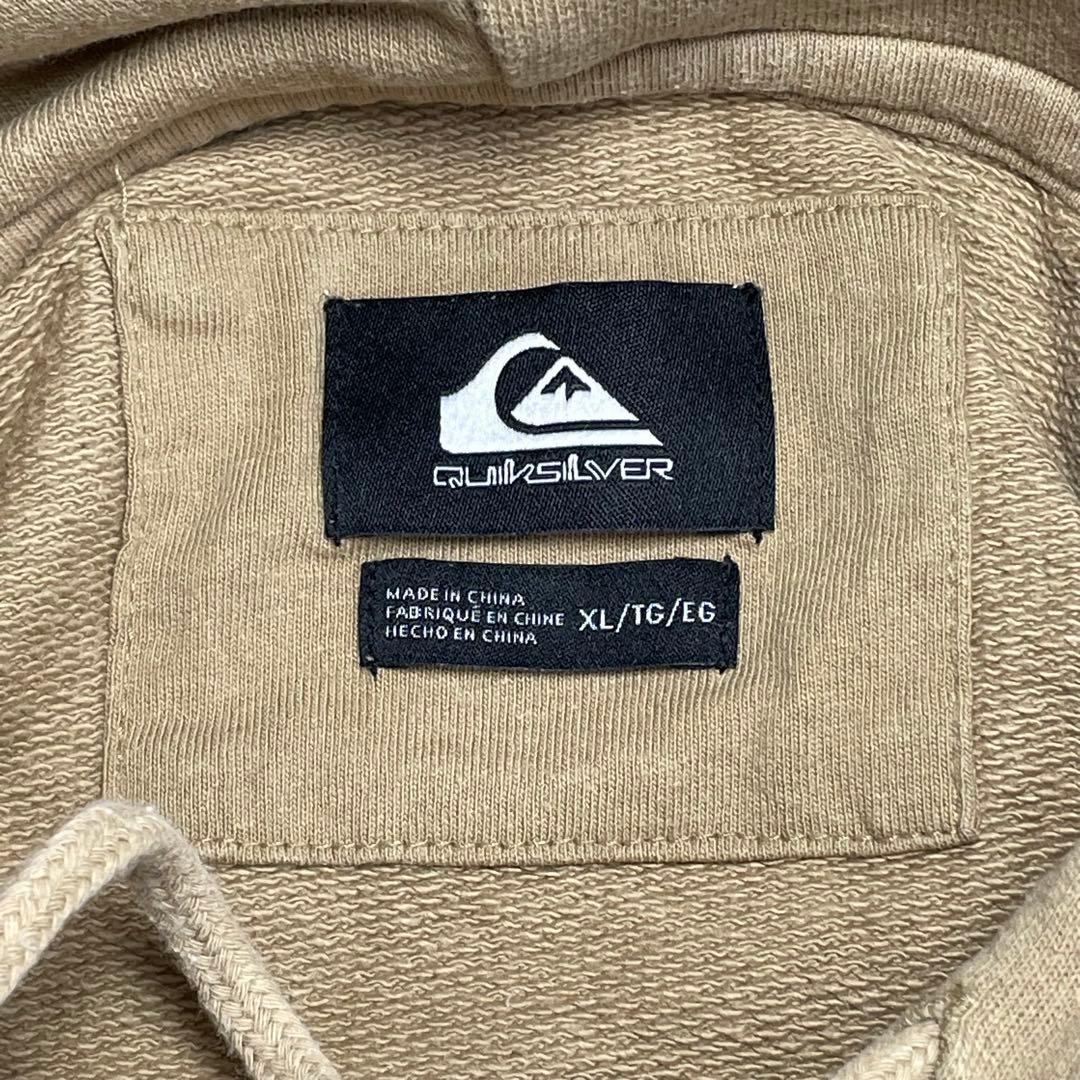 QUIKSILVER
MADE IN CHINA
FABRIQUÉ EN CHINE
HECHO EN CHINA
XL/TG/EG